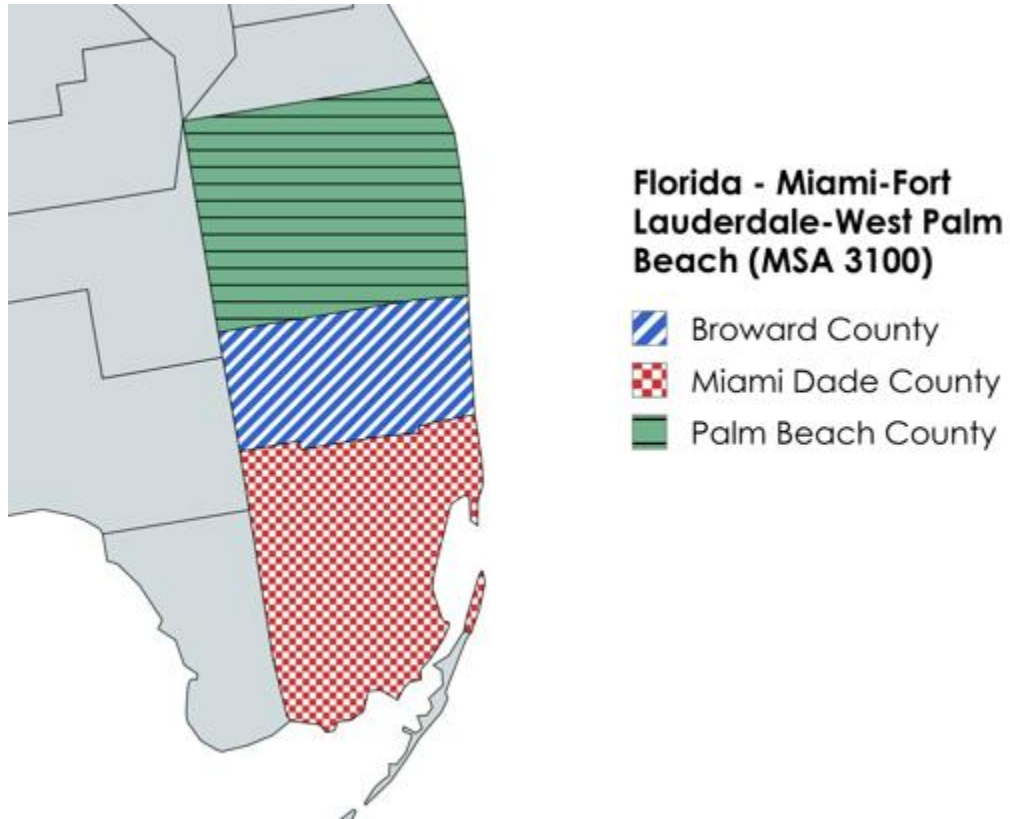 Florida - Miami-Fort
Lauderdale-West Palm
Beach (MSA 3100)
Broward County
Miami Dade County
Palm Beach County